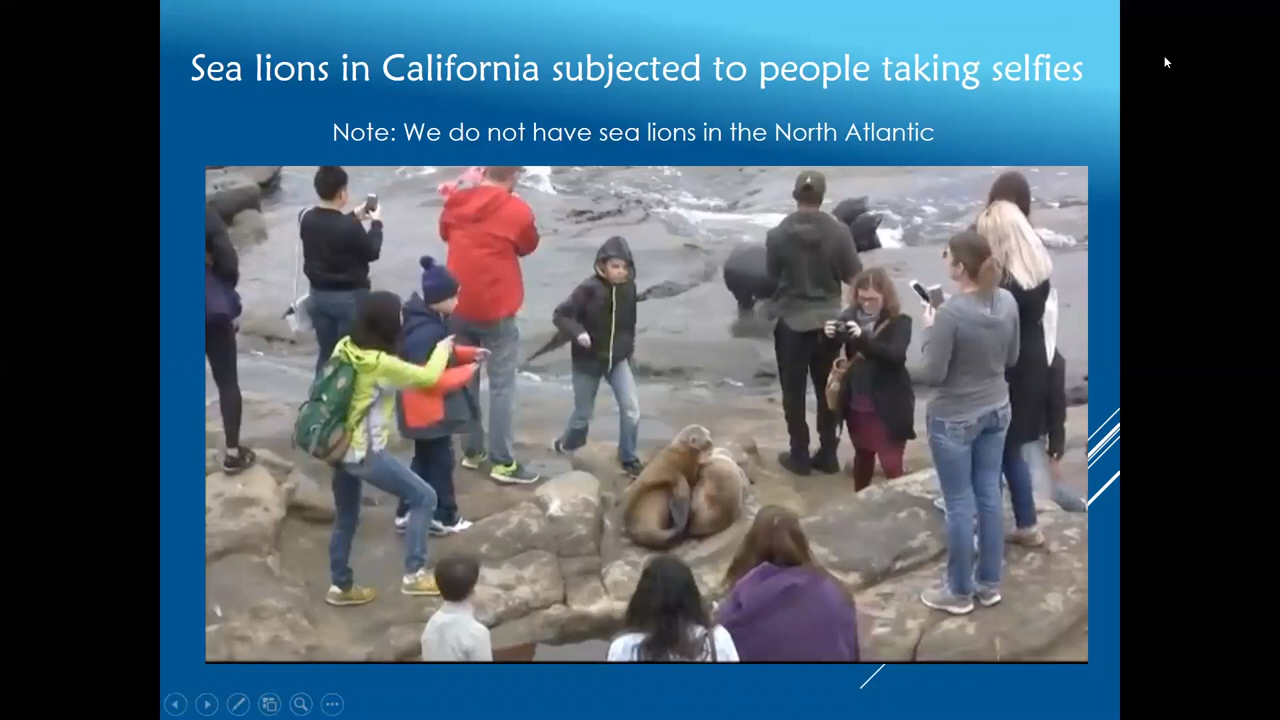 Sea lions in California subjected to people taking selfies
Note: We do not have sea lions in the North Atlantic